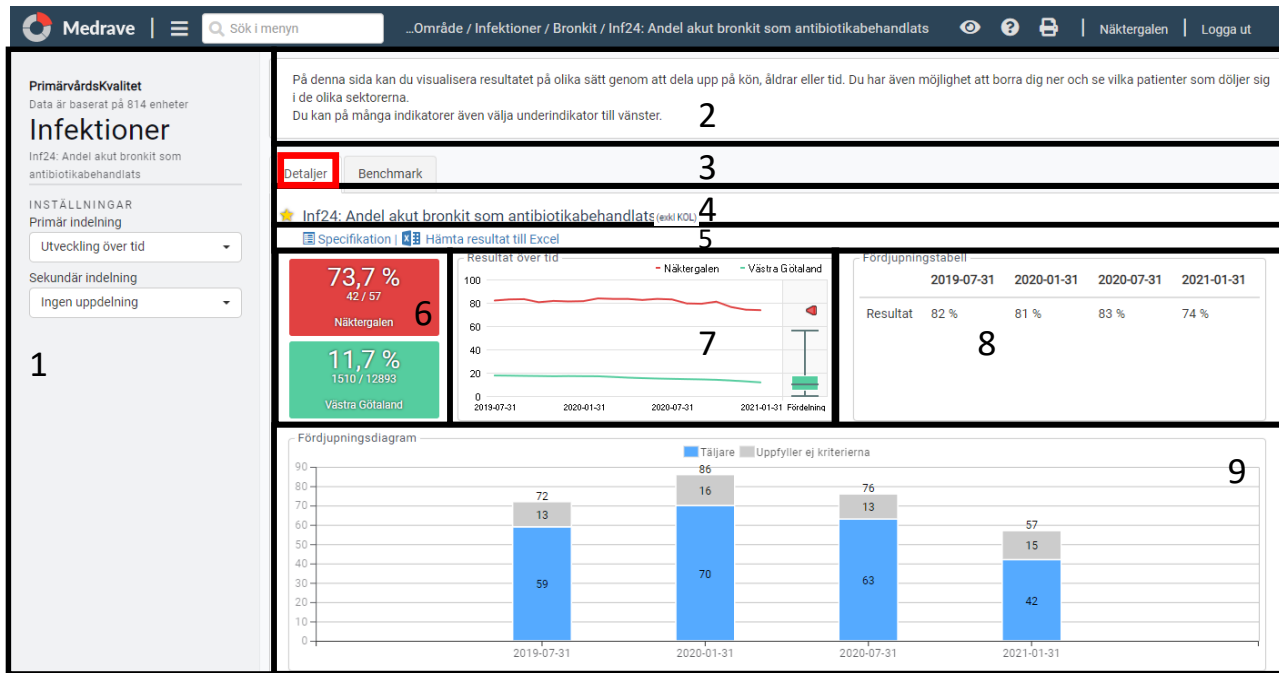 Medrave
Sök i menyn
...Område / Infektioner / Bronkit / Inf24: Andel akut bronkit som antibiotikabehandlats
Näktergalen
Logga ut
PrimärvårdsKvalitet
Data är baserat på 814 enheter
Infektioner
Inf24: Andel akut bronkit som
antibiotikabehandlats
INSTÄLLNINGAR
Primär indelning
Utveckling över tid
Sekundär indelning
Ingen uppdelning
1
På denna sida kan du visualisera resultatet på olika sätt genom att dela upp på kön, åldrar eller tid. Du har även möjlighet att borra dig ner och se vilka patienter som döljer sig
i de olika sektorerna.
Du kan på många indikatorer även välja underindikator till vänster.
2
Detaljer
Benchmark
3
Inf24: Andel akut bronkit som antibiotikabehandlats (exkl KOL)
4
Specifikation | Hämta resultat till Excel
5
73,7 %
42 / 57
Näktergalen
6
11,7 %
1510 / 12893
Västra Götaland
Resultat över tid
Näktergalen
Västra Götaland
100
80
60
40
20
0
2019-07-31 2020-01-31 2020-07-31 2021-01-31 Fördelning
7
Fördjupningstabell
2019-07-31 2020-01-31 2020-07-31 2021-01-31
Resultat 82 % 81 % 83 % 74 %
8
Fördjupningsdiagram
Täljare Uppfyller ej kriterierna
9
90
80
70
60
50
40
30
20
10
0
72
13
59
86
16
70
76
13
63
57
15
42
2019-07-31 2020-01-31 2020-07-31 2021-01-31